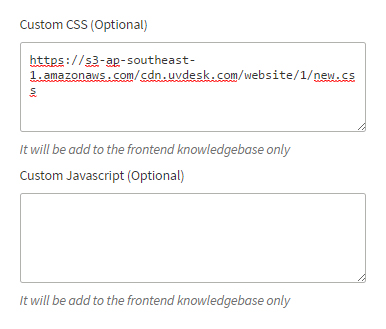 Custom CSS (Optional)
https://s3-ap-southeast-
1.amazonaws.com/cdn.uvdesk.com/website/1/new.cs
s
It will be add to the frontend knowledgebase only
Custom Javascript (Optional)
It will be add to the frontend knowledgebase only